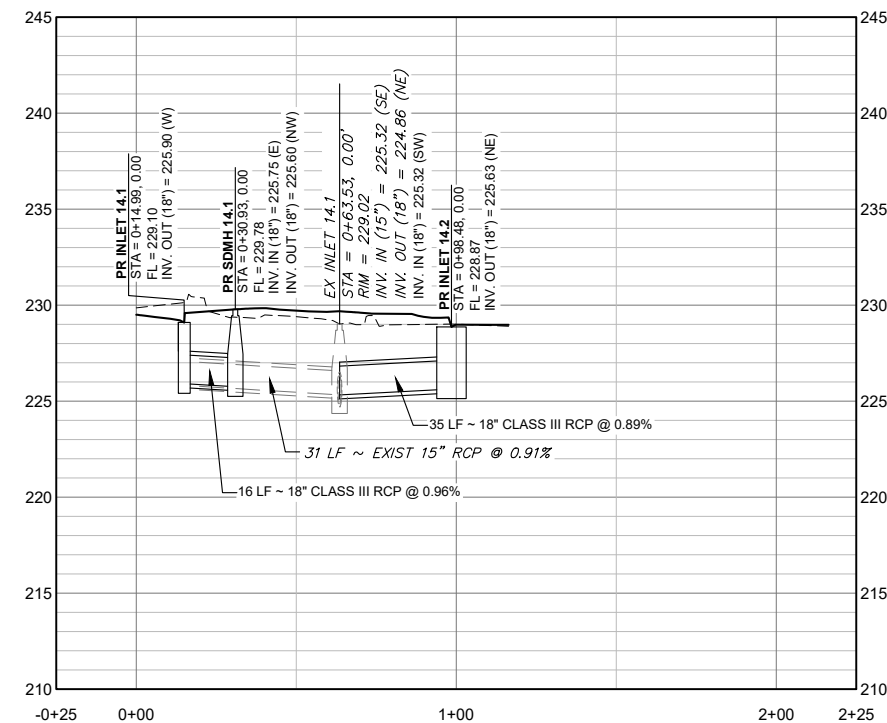 245
240
235
230
225
220
215
210
245
240
235
230
225
220
215
210
-0+25
0+00
1+00
2+00
2+25
PR INLET 14.1
STA = 0+14.99, 0.00
FL = 229.10
INV. OUT (18") = 225.90 (W)
PR SDMH 14.1
STA = 0+30.93, 0.00
FL = 229.78
INV. IN (18") = 225.75 (E)
INV. OUT (18") = 225.60 (NW)
EX INLET 14.1
STA = 0+63.53, 0.00'
RIM = 229.02
INV. IN (15") = 225.32 (SE)
INV. OUT (18") = 224.86 (NE)
INV. IN (18") = 225.32 (SW)
PR INLET 14.2
STA = 0+98.48, 0.00
FL = 228.87
INV. OUT (18") = 225.63 (NE)
35 LF ~ 18" CLASS III RCP @ 0.89%
31 LF ~ EXIST 15" RCP @ 0.91%
16 LF ~ 18" CLASS III RCP @ 0.96%